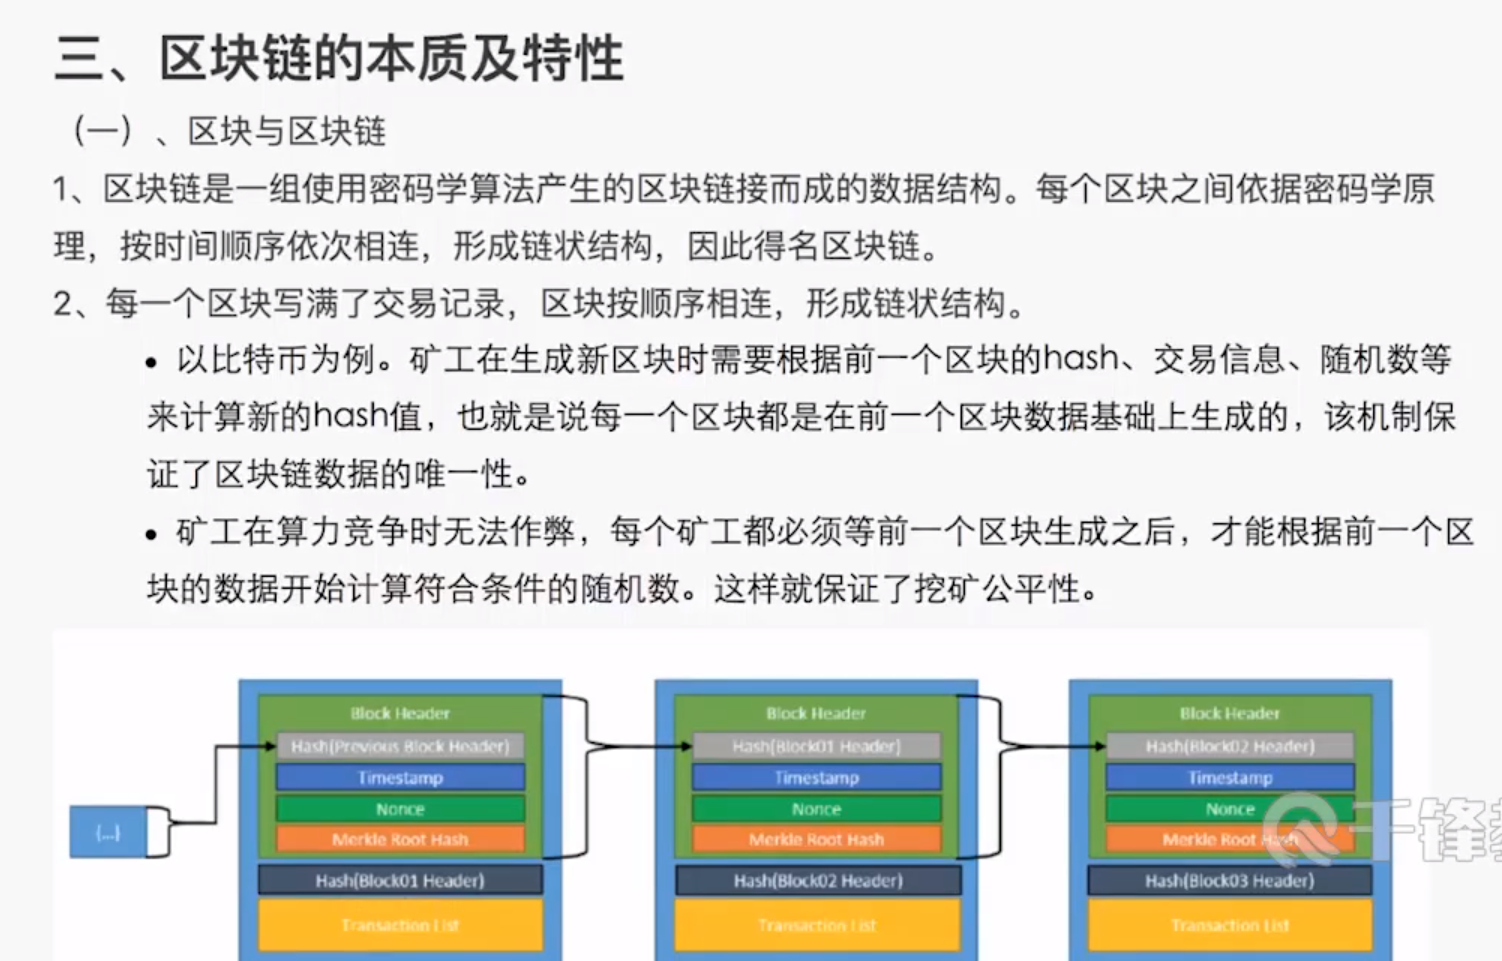 三、区块链的本质及特性
（一）、区块与区块链
1、区块链是一组使用密码学算法产生的区块链接而成的数据结构。每个区块之间依据密码学原
理，按时间顺序依次相连，形成链状结构，因此得名区块链。
2、每一个区块写满了交易记录，区块按顺序相连，形成链状结构。
• 以比特币为例。矿工在生成新区块时需要根据前一个区块的hash、交易信息、随机数等
来计算新的hash值，也就是说每一个区块都是在前一个区块数据基础上生成的，该机制保
证了区块链数据的唯一性。
• 矿工在算力竞争时无法作弊，每个矿工都必须等前一个区块生成之后，才能根据前一个区
块的数据开始计算符合条件的随机数。这样就保证了挖矿公平性。
{...}
Block Header
Hash(Previous Block Header)
Timestamp
Nonce
Merkle Root Hash
Hash(Block01 Header)
Transaction List
Block Header
Hash(Block01 Header)
Timestamp
Nonce
Merkle Root Hash
Hash(Block02 Header)
Transaction List
Block Header
Hash(Block02 Header)
Timestamp
Nonce
Merkle Root Hash
Hash(Block03 Header)
Transaction List
千锋教